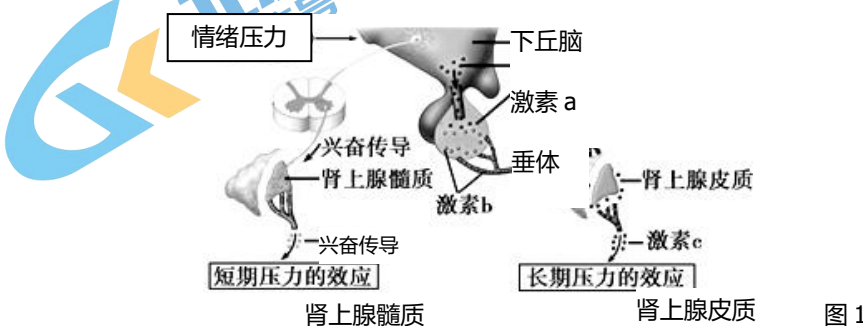 情绪压力
下丘脑
激素 a
兴奋传导
垂体
肾上腺髓质
肾上腺皮质
激素b
兴奋传导
激素c
短期压力的效应
长期压力的效应
肾上腺髓质
肾上腺皮质
图 1